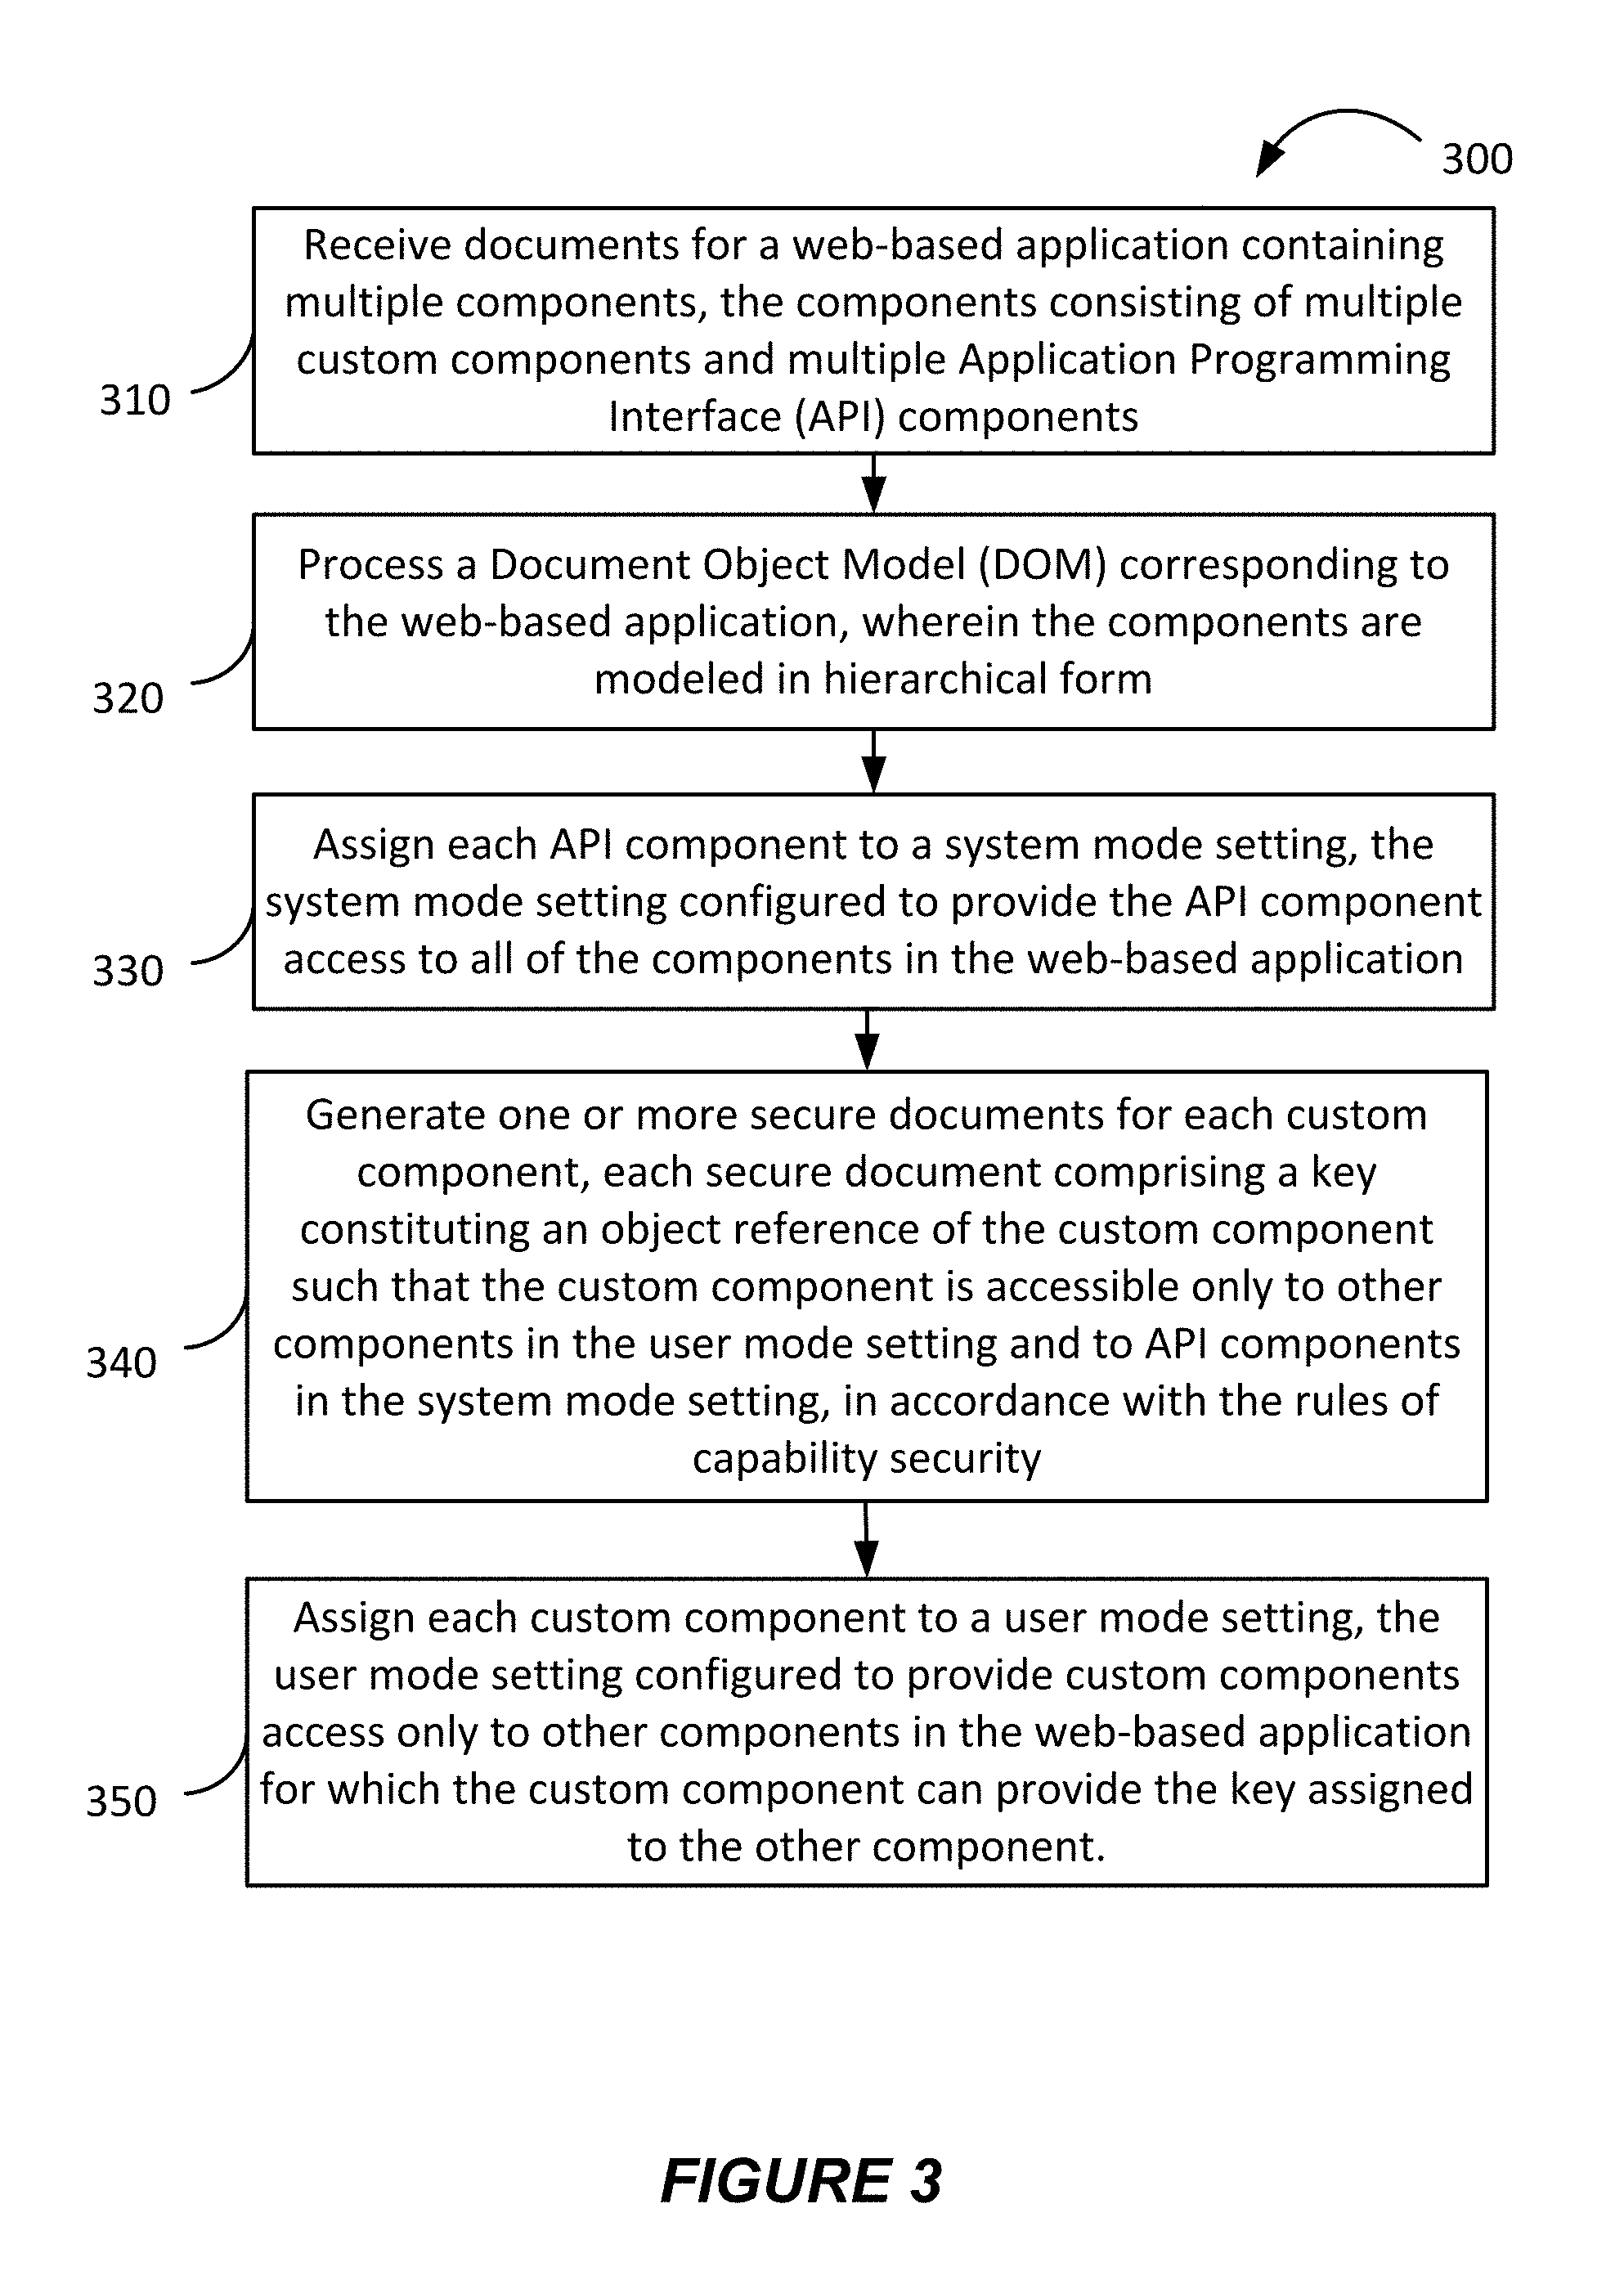 300
Receive documents for a web-based application containing
multiple components, the components consisting of multiple
custom components and multiple Application Programming
Interface (API) components
310
Process a Document Object Model (DOM) corresponding to
the web-based application, wherein the components are
modeled in hierarchical form
320
Assign each API component to a system mode setting, the
system mode setting configured to provide the API component
access to all of the components in the web-based application
330
Generate one or more secure documents for each custom
component, each secure document comprising a key
constituting an object reference of the custom component
such that the custom component is accessible only to other
components in the user mode setting and to API components
in the system mode setting, in accordance with the rules of
capability security
340
Assign each custom component to a user mode setting, the
user mode setting configured to provide custom components
access only to other components in the web-based application
for which the custom component can provide the key assigned
to the other component.
350
FIGURE 3